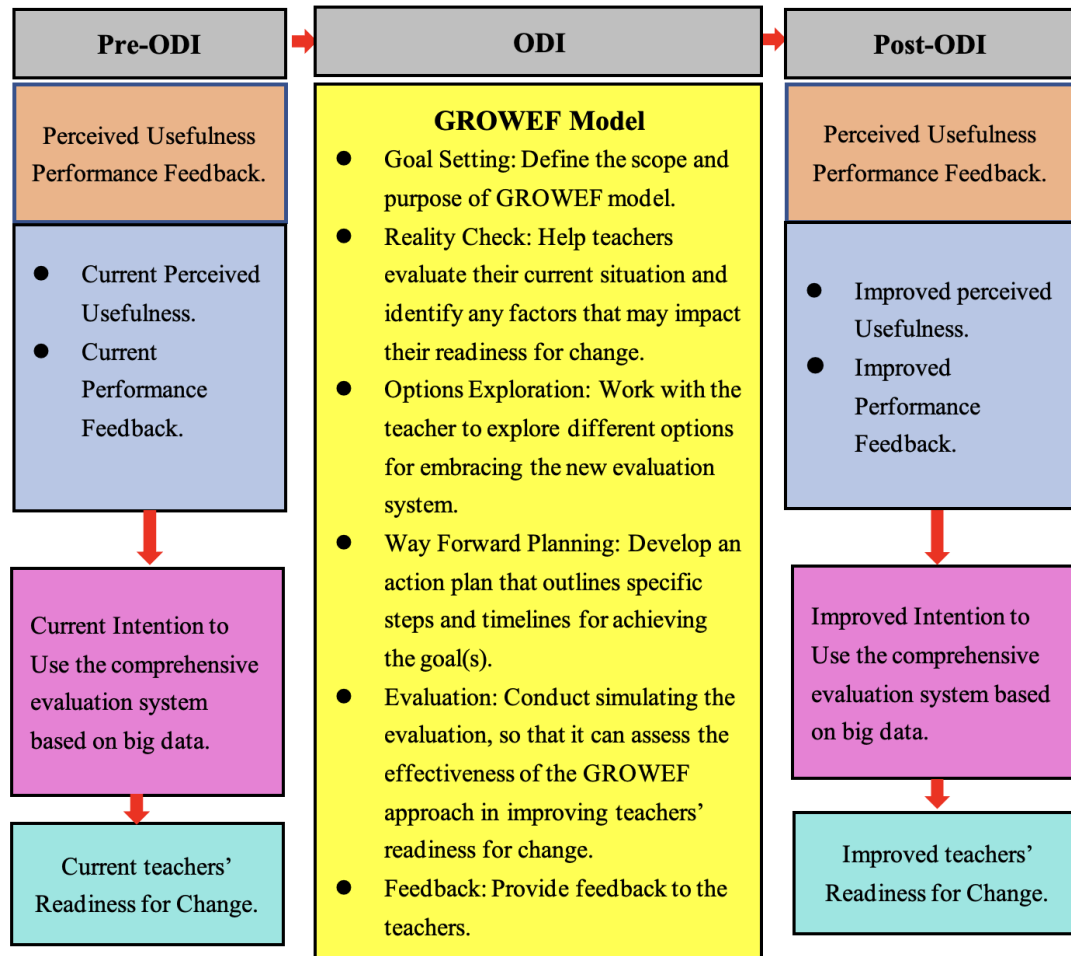 Pre-ODI
ODI
Post-ODI
Perceived Usefulness
Performance Feedback.
● Current Perceived
Usefulness.
● Current
Performance
Feedback.
Current Intention to
Use the comprehensive
evaluation system
based on big data.
Current teachers’
Readiness for Change.
GROWEF Model
● Goal Setting: Define the scope and
purpose of GROWEF model.
● Reality Check: Help teachers
evaluate their current situation and
identify any factors that may impact
their readiness for change.
● Options Exploration: Work with the
teacher to explore different options
for embracing the new evaluation
system.
● Way Forward Planning: Develop an
action plan that outlines specific
steps and timelines for achieving
the goal(s).
● Evaluation: Conduct simulating the
evaluation, so that it can assess the
effectiveness of the GROWEF
approach in improving teachers’
readiness for change.
● Feedback: Provide feedback to the
teachers.
Perceived Usefulness
Performance Feedback.
● Improved perceived
Usefulness.
● Improved
Performance
Feedback.
Improved Intention to
Use the comprehensive
evaluation system based
on big data.
Improved teachers’
Readiness for Change.